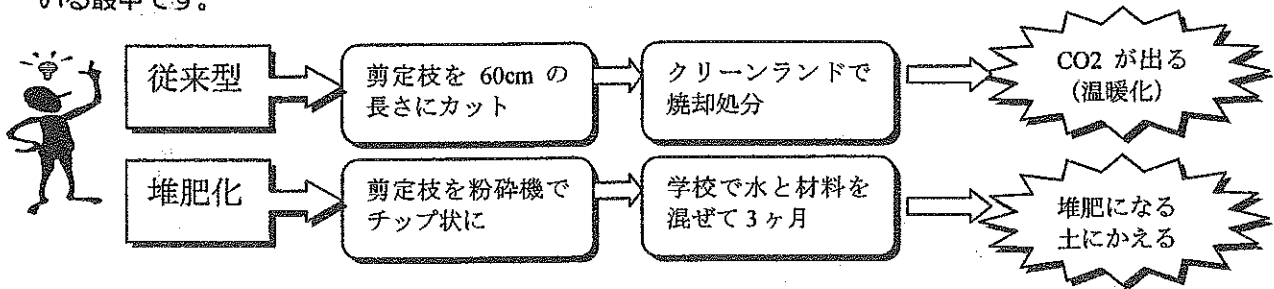 いる最中です。
従来型
剪定枝を 60cm の
長さにカット
クリーンランドで
焼却処分
CO2 が出る
(温暖化)
堆肥化
剪定枝を粉砕機で
チップ状に
学校で水と材料を
混ぜて 3 ヶ月
堆肥になる
土にかえる